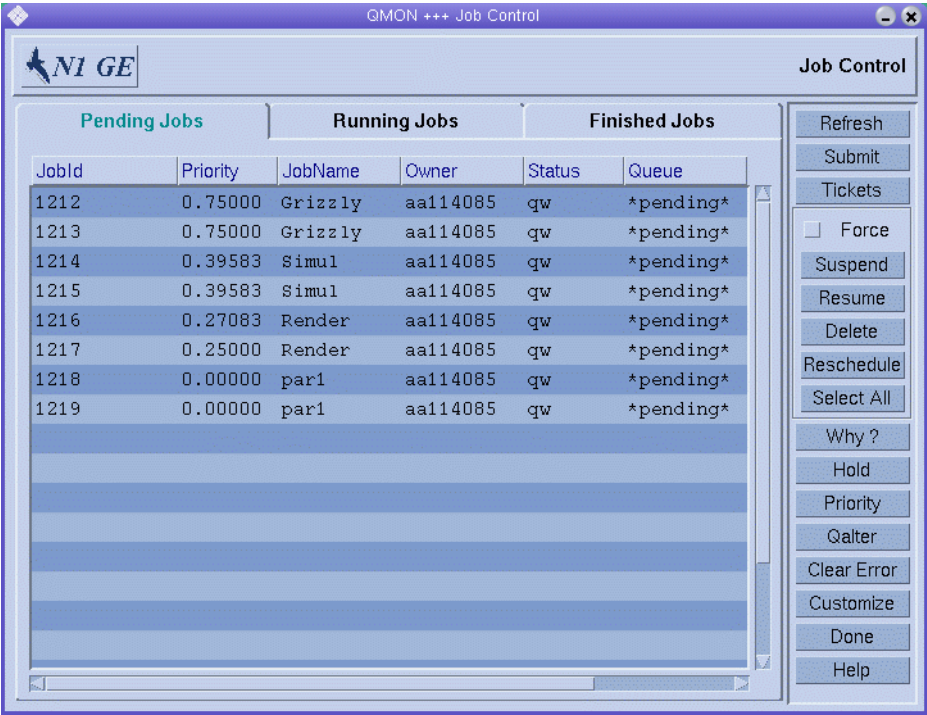 QMON +++ Job Control
N1 GE
Job Control
Pending Jobs Running Jobs Finished Jobs
JobId Priority JobName Owner Status Queue
1212 0.75000 Grizzly aa114085 qw *pending*
1213 0.75000 Grizzly aa114085 qw *pending*
1214 0.39583 Simul aa114085 qw *pending*
1215 0.39583 Simul aa114085 qw *pending*
1216 0.27083 Render aa114085 qw *pending*
1217 0.25000 Render aa114085 qw *pending*
1218 0.00000 par1 aa114085 qw *pending*
1219 0.00000 par1 aa114085 qw *pending*
Refresh
Submit
Tickets
Force
Suspend
Resume
Delete
Reschedule
Select All
Why ?
Hold
Priority
Qalter
Clear Error
Customize
Done
Help